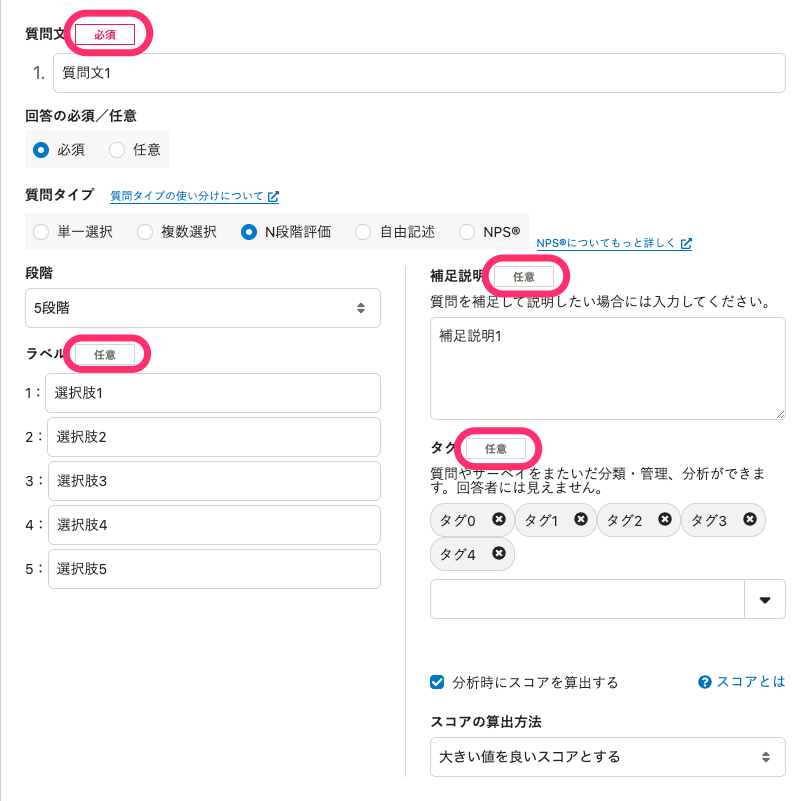 質問文 必須
1. 質問文1
回答の必須／任意
必須 任意
質問タイプ 質問タイプの使い分けについて
単一選択 複数選択 N段階評価 自由記述 NPS® NPS®についてもっと詳しく
段階
5段階
ラベル 任意
1： 選択肢1
2： 選択肢2
3： 選択肢3
4： 選択肢4
5： 選択肢5
補足説明 任意
質問を補足して説明したい場合には入力してください。
補足説明1
タグ 任意
質問やサーベイをまたいだ分類・管理、分析ができま
す。回答者には見えません。
タグ0 タグ1 タグ2 タグ3
タグ4
分析時にスコアを算出する スコアとは
スコアの算出方法
大きい値を良いスコアとする